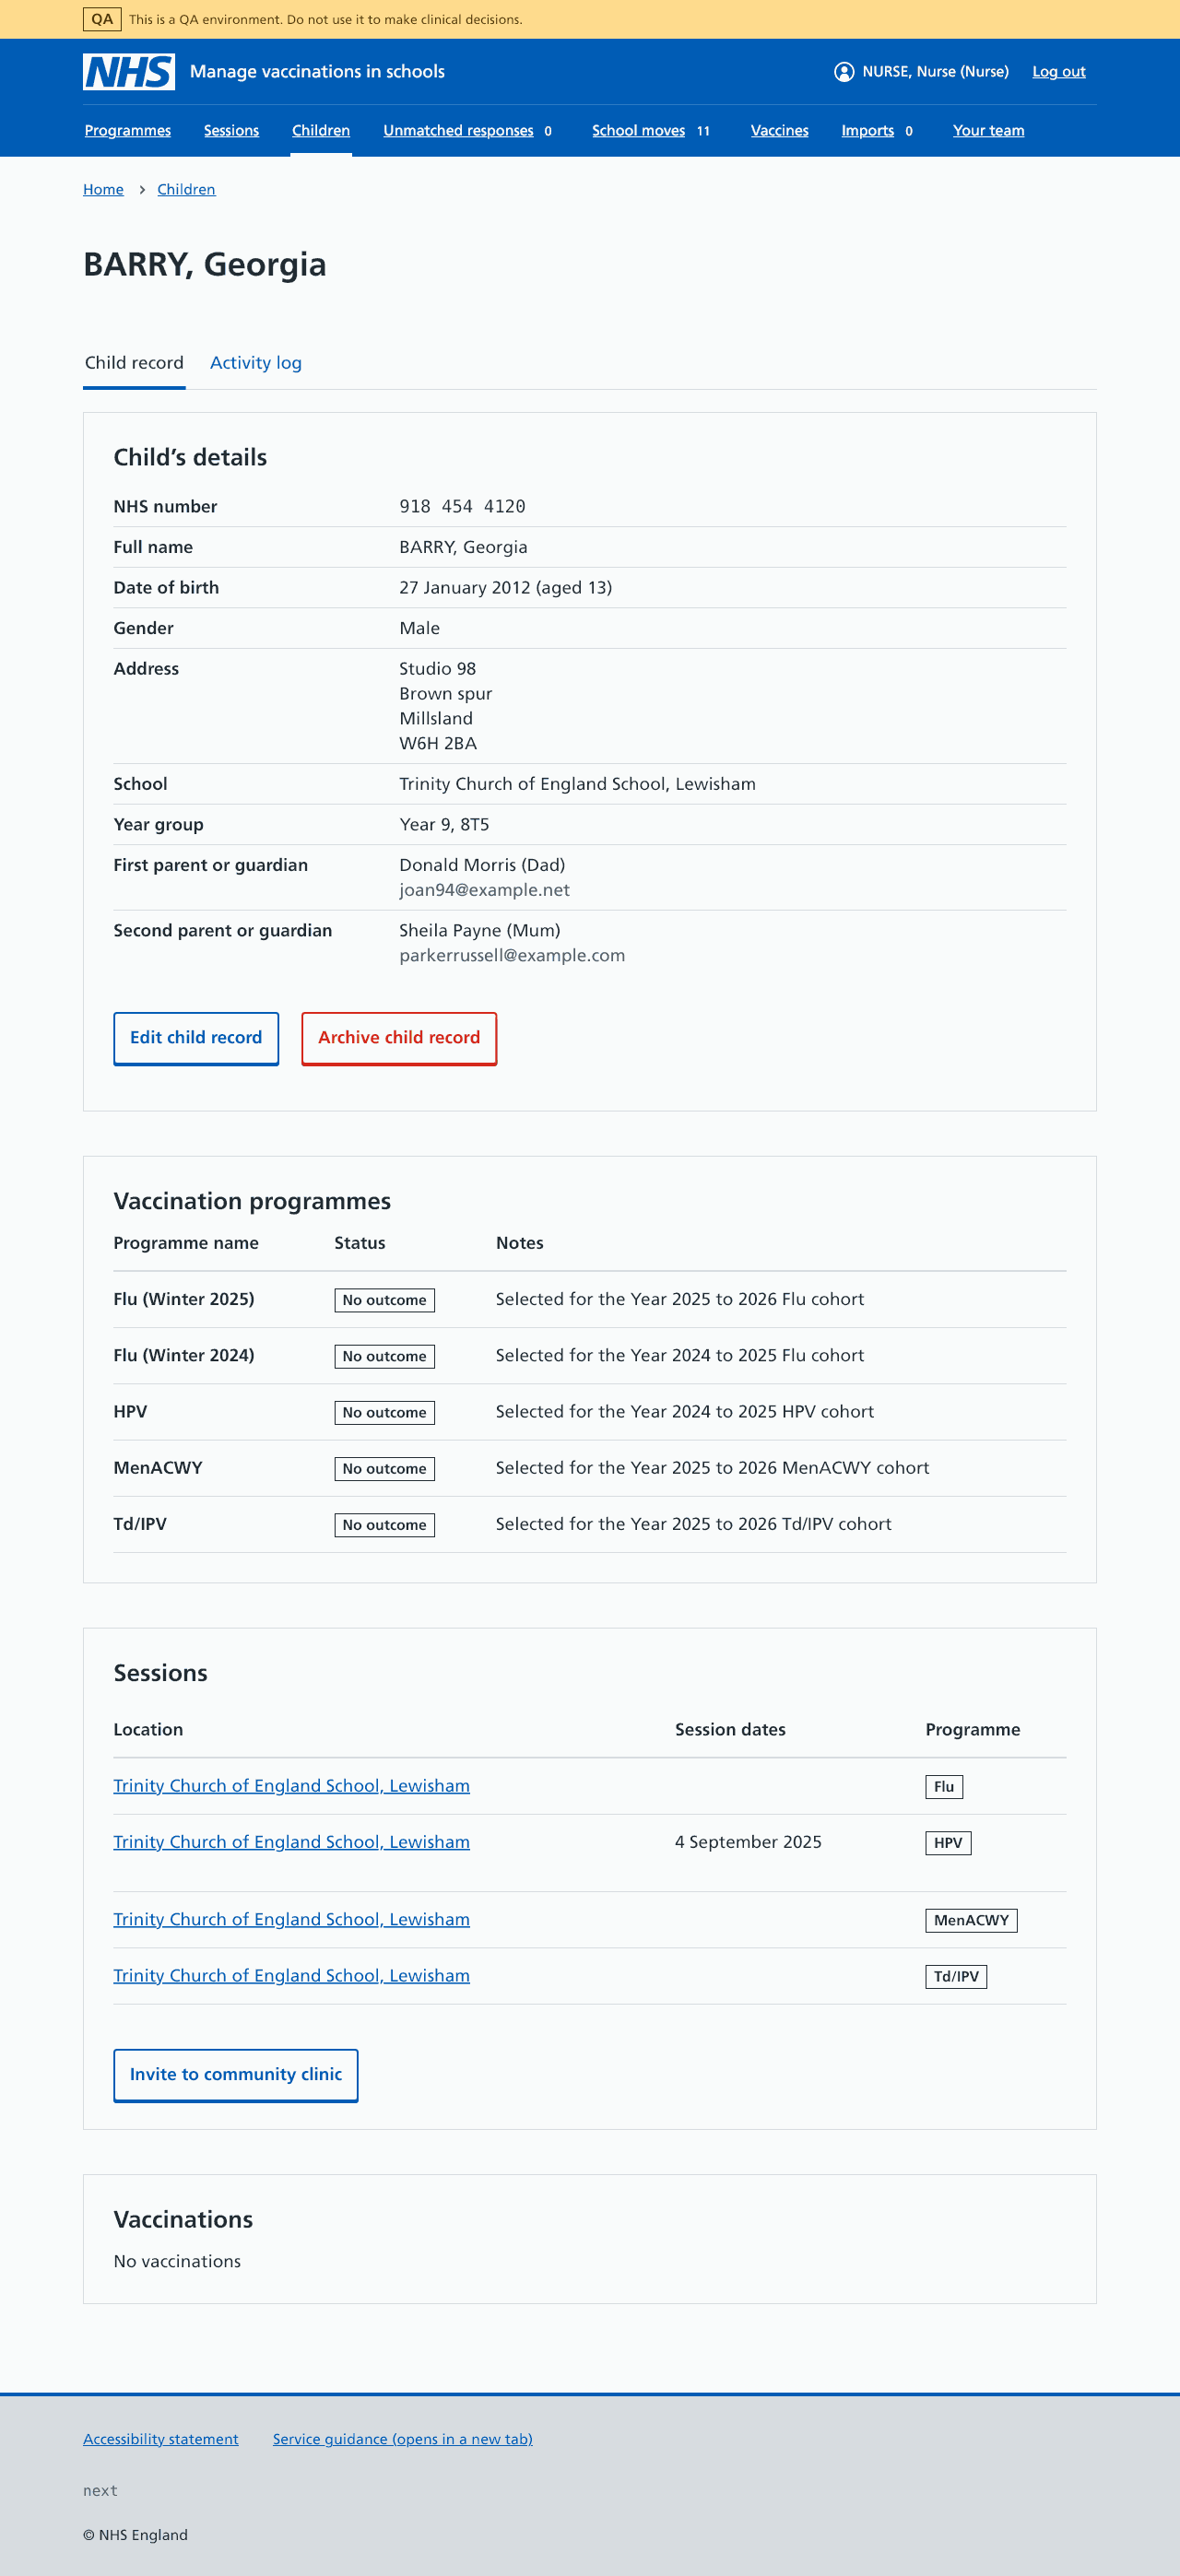 QA This is a QA environment. Do not use it to make clinical decisions.
NHS Manage vaccinations in schools NURSE, Nurse (Nurse) Log out
Programmes Sessions Children Unmatched responses 0 School moves 11 Vaccines Imports 0 Your team
Home > Children
BARRY, Georgia
Child record Activity log
Child’s details
NHS number 918 454 4120
Full name BARRY, Georgia
Date of birth 27 January 2012 (aged 13)
Gender Male
Address Studio 98
Brown spur
Millsland
W6H 2BA
School Trinity Church of England School, Lewisham
Year group Year 9, 8T5
First parent or guardian Donald Morris (Dad)
joan94@example.net
Second parent or guardian Sheila Payne (Mum)
parkerrussell@example.com
Edit child record Archive child record
Vaccination programmes
Programme name Status Notes
Flu (Winter 2025) No outcome Selected for the Year 2025 to 2026 Flu cohort
Flu (Winter 2024) No outcome Selected for the Year 2024 to 2025 Flu cohort
HPV No outcome Selected for the Year 2024 to 2025 HPV cohort
MenACWY No outcome Selected for the Year 2025 to 2026 MenACWY cohort
Td/IPV No outcome Selected for the Year 2025 to 2026 Td/IPV cohort
Sessions
Location Session dates Programme
Trinity Church of England School, Lewisham Flu
Trinity Church of England School, Lewisham 4 September 2025 HPV
Trinity Church of England School, Lewisham MenACWY
Trinity Church of England School, Lewisham Td/IPV
Invite to community clinic
Vaccinations
No vaccinations
Accessibility statement Service guidance (opens in a new tab)
next
© NHS England